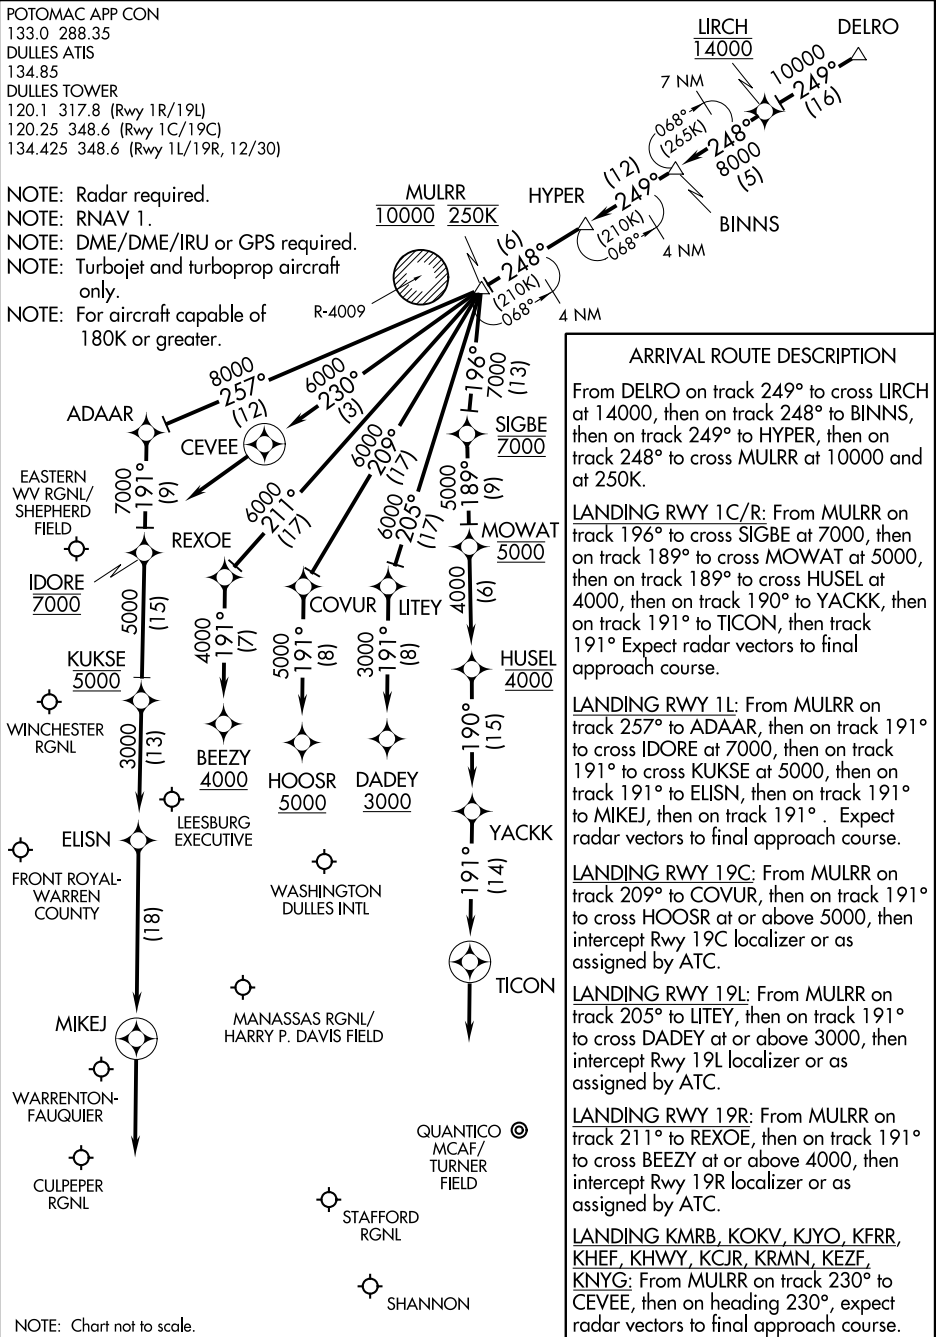 POTOMAC APP CON
133.0 288.35
DULLES ATIS
134.85
DULLES TOWER
120.1 317.8 (Rwy 1R/19L)
120.25 348.6 (Rwy 1C/19C)
134.425 348.6 (Rwy 1L/19R, 12/30)
NOTE: Radar required.
NOTE: RNAV 1.
NOTE: DME/DME/IRU or GPS required.
NOTE: Turbojet and turboprop aircraft
only.
NOTE: For aircraft capable of
180K or greater.
LIRCH
14000
DELRO
10000
249°
(16)
7 NM
068°
(265K)
248°
8000
(5)
BINNS
(12)
249°
(210K)
068°
4 NM
HYPER
MULRR
10000 250K
(6)
248°
(210K)
068°
4 NM
R-4009
8000
257°
(12)
6000
230°
(3)
6000
211°
(17)
6000
209°
(17)
6000
205°
(17)
196°
7000
(13)
ADAAR
CEVEE
SIGBE
7000
EASTERN
WV RGNL/
SHEPHERD
FIELD
7000
191°
(9)
5000
189°
(9)
REXOE
COVUR
LITEY
MOWAT
5000
IDORE
7000
5000
(15)
4000
191°
(7)
5000
191°
(8)
3000
191°
(8)
4000
(6)
KUKSE
5000
HUSEL
4000
WINCHESTER
RGNL
3000
(13)
BEEZY
4000
HOOSR
5000
DADEY
3000
190°
(15)
LEESBURG
EXECUTIVE
ELISN
YACKK
FRONT ROYAL-
WARREN
COUNTY
WASHINGTON
DULLES INTL
191°
(14)
(18)
TICON
MANASSAS RGNL/
HARRY P. DAVIS FIELD
MIKEJ
WARRENTON-
FAUQUIER
QUANTICO
MCAF/
TURNER
FIELD
CULPEPER
RGNL
STAFFORD
RGNL
SHANNON
NOTE: Chart not to scale.
ARRIVAL ROUTE DESCRIPTION
From DELRO on track 249° to cross LIRCH
at 14000, then on track 248° to BINNS,
then on track 249° to HYPER, then on
track 248° to cross MULRR at 10000 and
at 250K.
LANDING RWY 1C/R: From MULRR on
track 196° to cross SIGBE at 7000, then
on track 189° to cross MOWAT at 5000,
then on track 189° to cross HUSEL at
4000, then on track 190° to YACKK, then
on track 191° to TICON, then track
191° Expect radar vectors to final
approach course.
LANDING RWY 1L: From MULRR on
track 257° to ADAAR, then on track 191°
to cross IDORE at 7000, then on track
191° to cross KUKSE at 5000, then on
track 191° to ELISN, then on track 191°
to MIKEJ, then on track 191° . Expect
radar vectors to final approach course.
LANDING RWY 19C: From MULRR on
track 209° to COVUR, then on track 191°
to cross HOOSR at or above 5000, then
intercept Rwy 19C localizer or as
assigned by ATC.
LANDING RWY 19L: From MULRR on
track 205° to LITEY, then on track 191°
to cross DADEY at or above 3000, then
intercept Rwy 19L localizer or as
assigned by ATC.
LANDING RWY 19R: From MULRR on
track 211° to REXOE, then on track 191°
to cross BEEZY at or above 4000, then
intercept Rwy 19R localizer or as
assigned by ATC.
LANDING KMRB, KOKV, KJYO, KFRR,
KHEF, KHWY, KCJR, KRMN, KEZF,
KNYG: From MULRR on track 230° to
CEVEE, then on heading 230°, expect
radar vectors to final approach course.